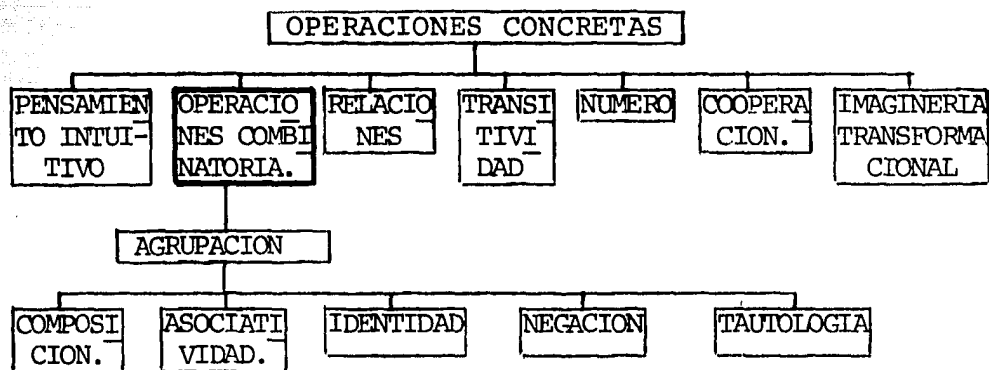 OPERACIONES CONCRETAS
PENSAMIEN
TO INTUI-
TIVO
OPERACIO
NES COMBI
NATORIA.
RELACIO
NES
TRANSI
TIVI
DAD
NUMERO
COOPERA
CION.
IMAGINERIA
TRANSFORMA
CIONAL
AGRUPACION
COMPOSI
CION.
ASOCIATI
VIDAD.
IDENTIDAD
NEGACION
TAUTOLOGIA